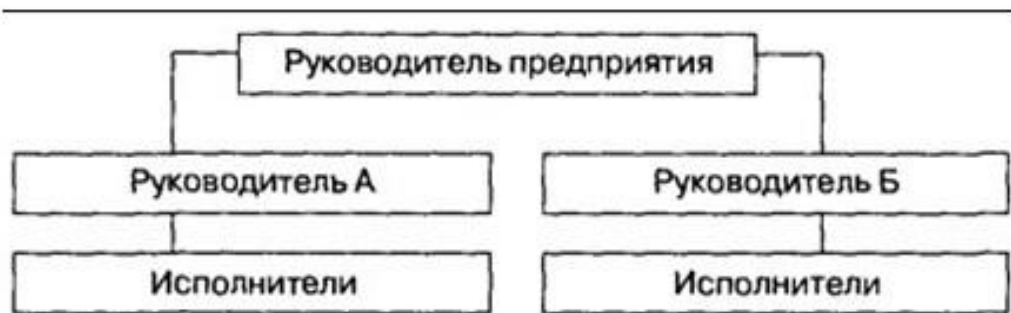 Руководитель предприятия
Руководитель А
Руководитель Б
Исполнители
Исполнители